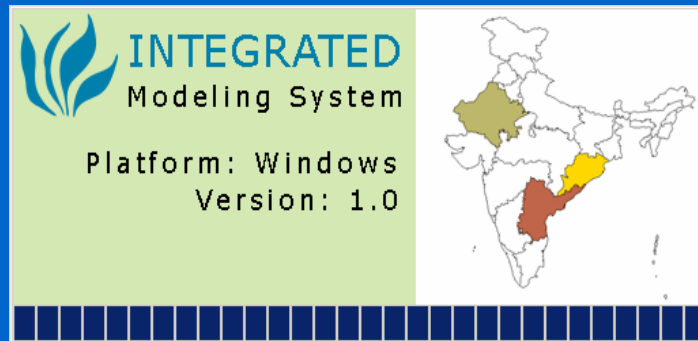 INTEGRATED
Modeling System
Platform: Windows
Version: 1.0